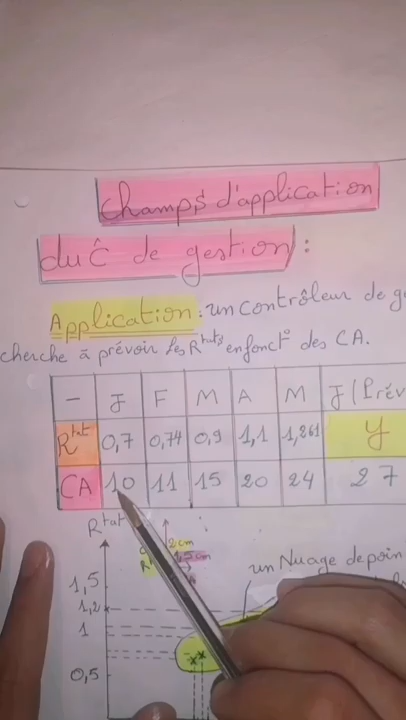 Champs d'application
du Ĉ de gestion :
Application : un contrôleur de g
cherche à prévoir les Rtats en fonct° des CA.
- J F M A M J (Prév
Rtat 0,7 0,74 0,9 1,1 1,261 Y
CA 10 11 15 20 24 27
Rtat
2cm
1,5cm
un Nuage de poin
1,5
1,2
1
0,5